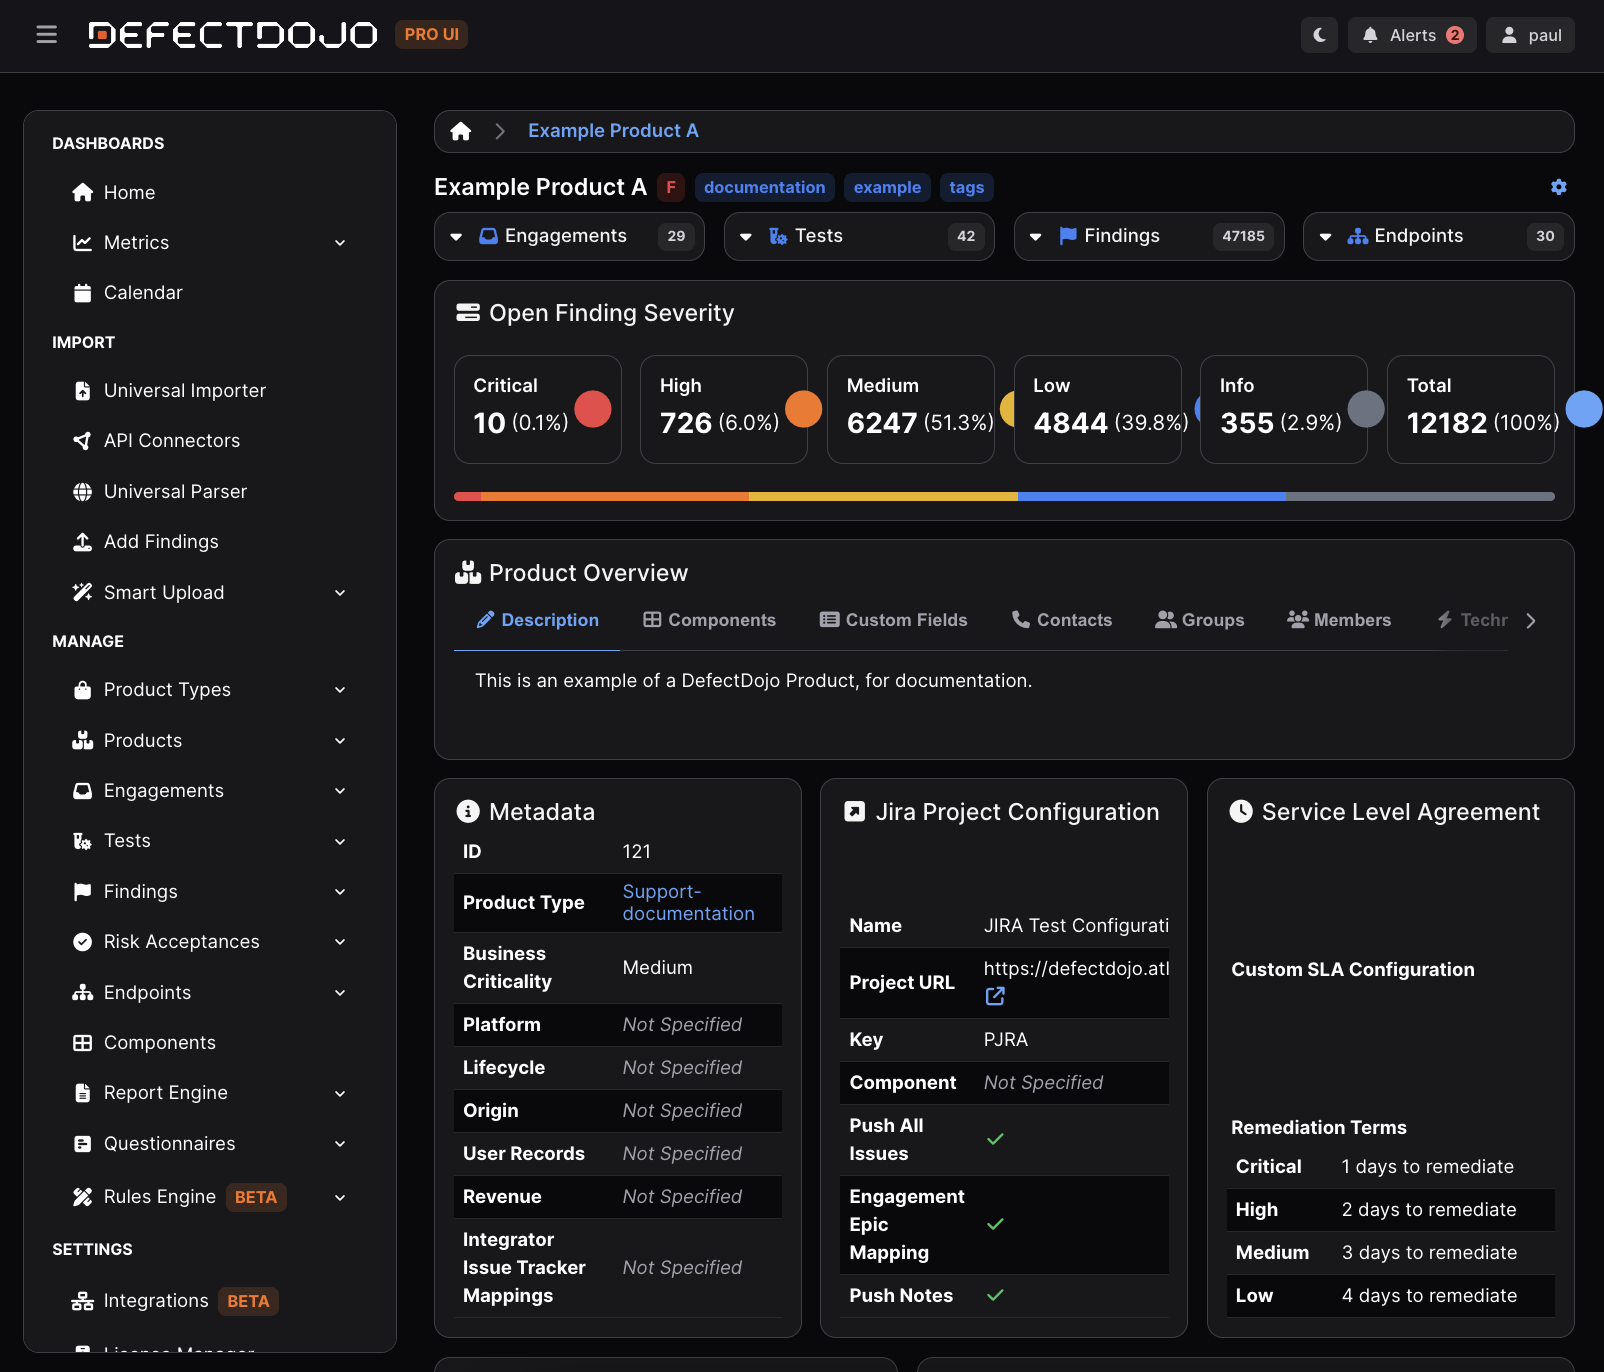 DEFECTDOJO PRO UI
Alerts 2
paul
DASHBOARDS
Home
Metrics
Calendar
IMPORT
Universal Importer
API Connectors
Universal Parser
Add Findings
Smart Upload
MANAGE
Product Types
Products
Engagements
Tests
Findings
Risk Acceptances
Endpoints
Components
Report Engine
Questionnaires
Rules Engine BETA
SETTINGS
Integrations BETA
License Manager
Example Product A
Example Product A F documentation example tags
Engagements 29
Tests 42
Findings 47185
Endpoints 30
Open Finding Severity
Critical
10 (0.1%)
High
726 (6.0%)
Medium
6247 (51.3%)
Low
4844 (39.8%)
Info
355 (2.9%)
Total
12182 (100%)
Product Overview
Description Components Custom Fields Contacts Groups Members Techr
This is an example of a DefectDojo Product, for documentation.
Metadata
ID 121
Product Type Support-
documentation
Business
Criticality Medium
Platform Not Specified
Lifecycle Not Specified
Origin Not Specified
User Records Not Specified
Revenue Not Specified
Integrator
Issue Tracker Not Specified
Mappings
Jira Project Configuration
Name JIRA Test Configurati
Project URL https://defectdojo.atl
Key PJRA
Component Not Specified
Push All
Issues
Engagement
Epic
Mapping
Push Notes
Service Level Agreement
Custom SLA Configuration
Remediation Terms
Critical 1 days to remediate
High 2 days to remediate
Medium 3 days to remediate
Low 4 days to remediate